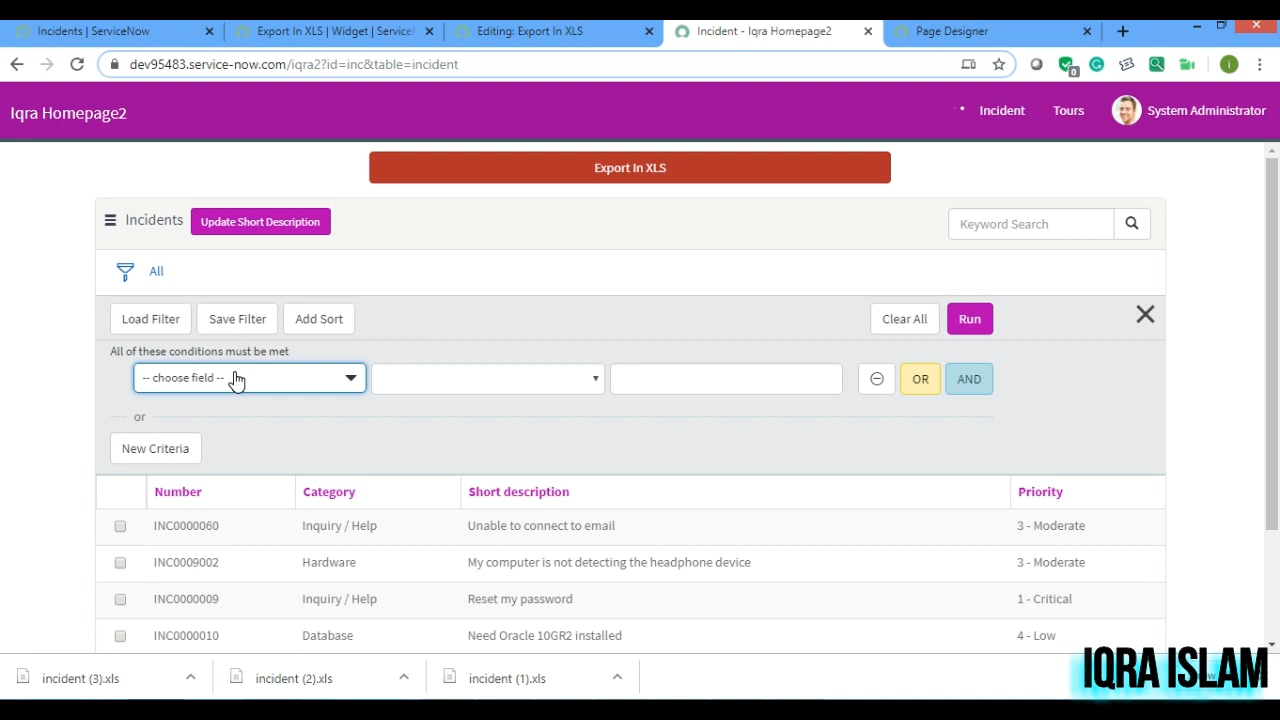 Incidents | ServiceNow
Export In XLS | Widget | Service
Editing: Export In XLS
Incident - Iqra Homepage2
Page Designer
dev95483.service-now.com/iqra2?id=inc&table=incident
0
i
Iqra Homepage2
Incident
Tours
System Administrator
Export In XLS
Incidents
Update Short Description
Keyword Search
All
Load Filter
Save Filter
Add Sort
Clear All
Run
All of these conditions must be met
-- choose field --
OR
AND
or
New Criteria
Number Category Short description Priority
INC0000060 Inquiry / Help Unable to connect to email 3 - Moderate
INC0009002 Hardware My computer is not detecting the headphone device 3 - Moderate
INC0000009 Inquiry / Help Reset my password 1 - Critical
INC0000010 Database Need Oracle 10GR2 installed 4 - Low
incident (3).xls
incident (2).xls
incident (1).xls
IQRA ISLAM